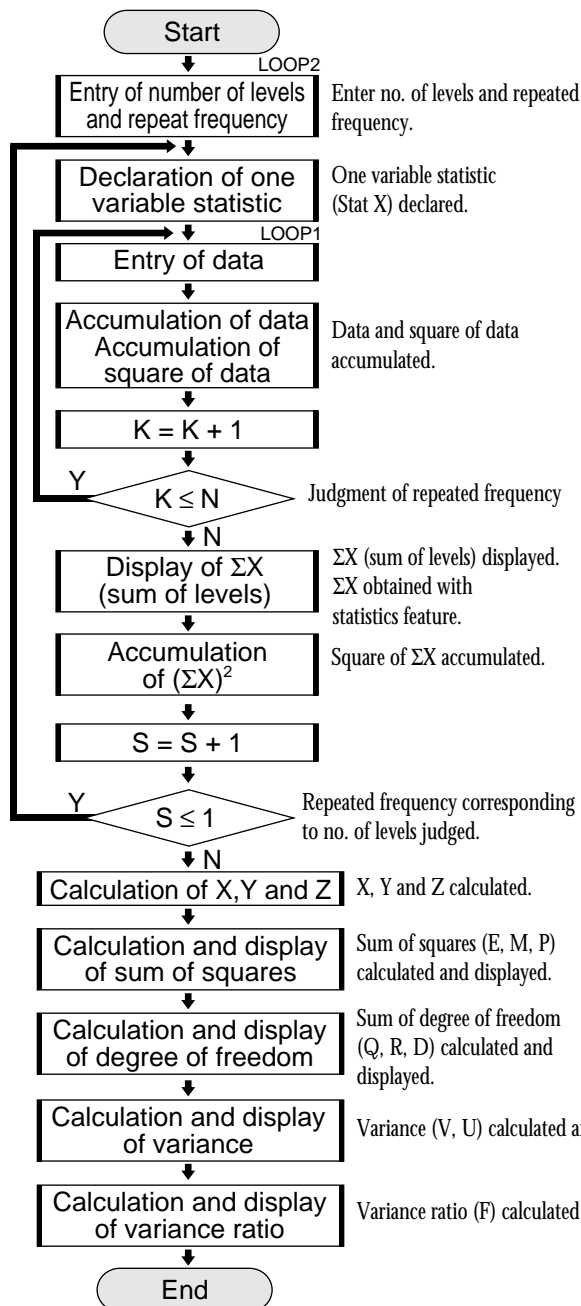 Start
LOOP2
Entry of number of levels
and repeat frequency
Enter no. of levels and repeated
frequency.
Declaration of one
variable statistic
One variable statistic
(Stat X) declared.
LOOP1
Entry of data
Accumulation of data
Accumulation of
square of data
Data and square of data
accumulated.
K = K + 1
Y
K ≤ N
Judgment of repeated frequency
N
Display of ΣX
(sum of levels)
ΣX (sum of levels) displayed.
ΣX obtained with
statistics feature.
Accumulation
of (ΣX)²
Square of ΣX accumulated.
S = S + 1
Y
S ≤ 1
Repeated frequency corresponding
to no. of levels judged.
N
Calculation of X,Y and Z
X, Y and Z calculated.
Calculation and display
of sum of squares
Sum of squares (E, M, P)
calculated and displayed.
Calculation and display
of degree of freedom
Sum of degree of freedom
(Q, R, D) calculated and
displayed.
Calculation and display
of variance
Variance (V, U) calculated
Calculation and display
of variance ratio
Variance ratio (F) calculated
End